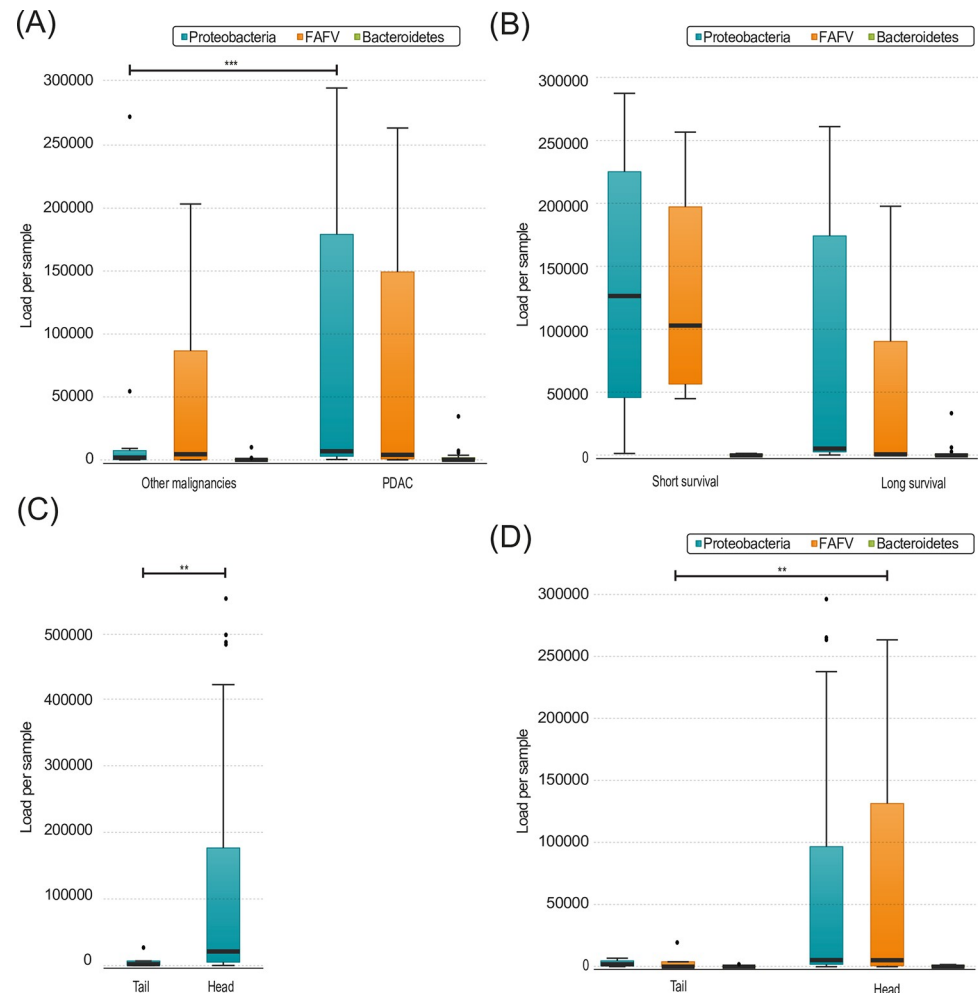 (A)
Proteobacteria FAFV Bacteroidetes
***
300000
250000
200000
150000
100000
50000
0
Load per sample
Other malignancies PDAC
(B)
Proteobacteria FAFV Bacteroidetes
300000
250000
200000
150000
100000
50000
0
Load per sample
Short survival Long survival
(C)
**
500000
400000
300000
200000
100000
0
Load per sample
Tail Head
(D)
Proteobacteria FAFV Bacteroidetes
**
300000
250000
200000
150000
100000
50000
0
Load per sample
Tail Head